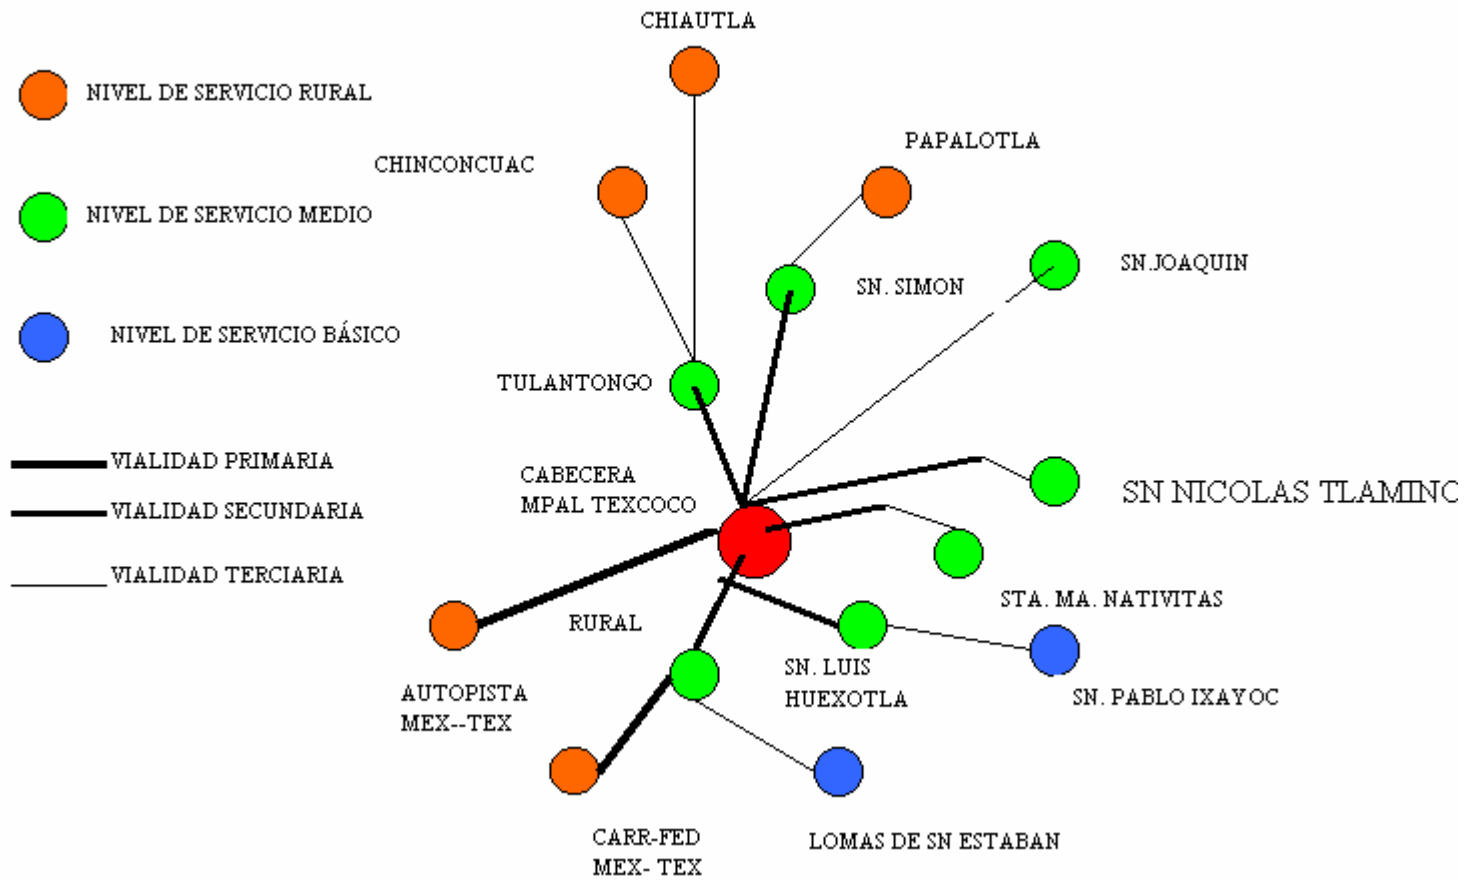 CHIAUTLA
NIVEL DE SERVICIO RURAL
PAPALOTLA
CHINCONCUAC
NIVEL DE SERVICIO MEDIO
SN.JOAQUIN
SN. SIMON
NIVEL DE SERVICIO BÁSICO
TULANTONGO
VIALIDAD PRIMARIA
CABECERA
MPAL TEXCOCO
SN NICOLAS TLAMINC
VIALIDAD SECUNDARIA
VIALIDAD TERCIARIA
STA. MA. NATIVITAS
RURAL
SN. LUIS
HUEXOTLA
SN. PABLO IXAYOC
AUTOPISTA
MEX--TEX
CARR-FED
MEX- TEX
LOMAS DE SN ESTABAN